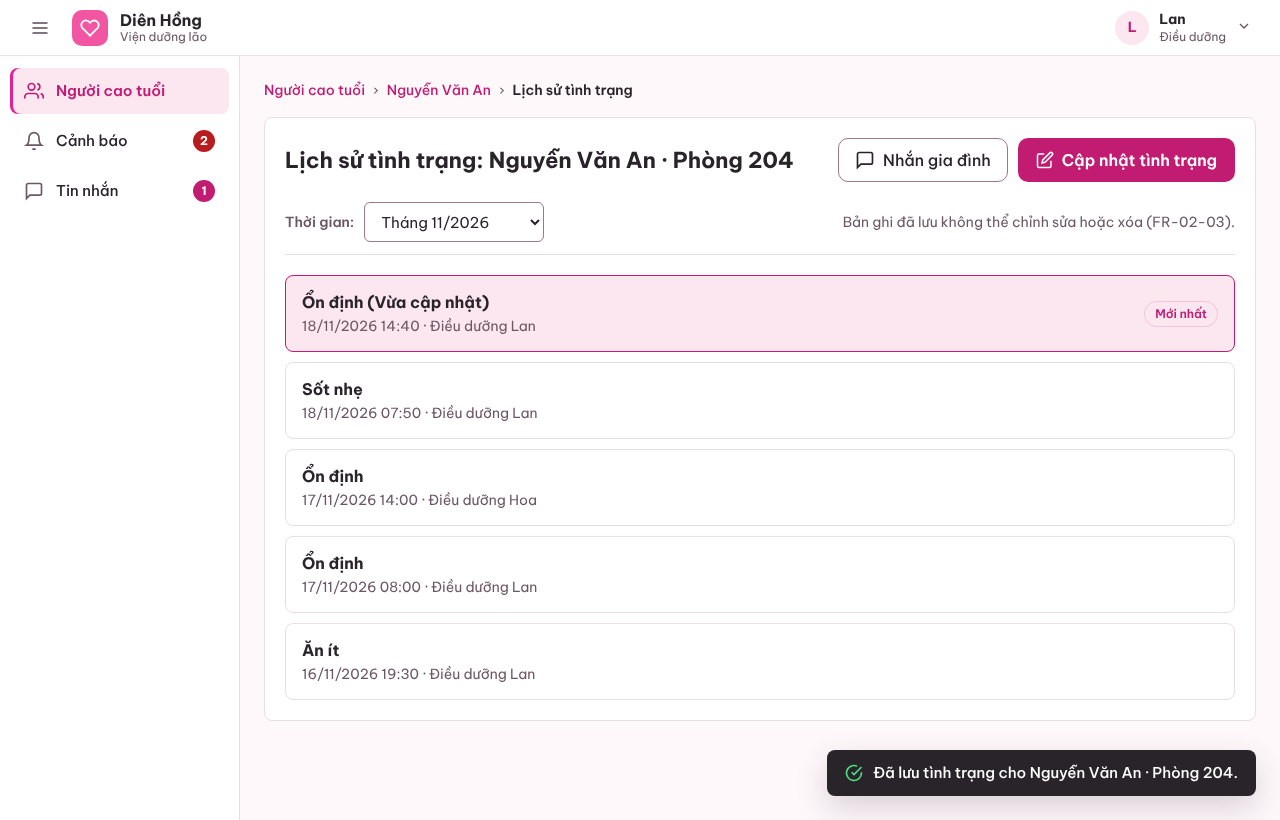 Diên Hồng
Viện dưỡng lão
L
Lan
Điều dưỡng
Người cao tuổi
Cảnh báo
2
Tin nhắn
1
Người cao tuổi › Nguyễn Văn An › Lịch sử tình trạng
Lịch sử tình trạng: Nguyễn Văn An · Phòng 204
Nhắn gia đình
Cập nhật tình trạng
Thời gian:
Tháng 11/2026
Bản ghi đã lưu không thể chỉnh sửa hoặc xóa (FR-02-03).
Ổn định (Vừa cập nhật)
18/11/2026 14:40 · Điều dưỡng Lan
Mới nhất
Sốt nhẹ
18/11/2026 07:50 · Điều dưỡng Lan
Ổn định
17/11/2026 14:00 · Điều dưỡng Hoa
Ổn định
17/11/2026 08:00 · Điều dưỡng Lan
Ăn ít
16/11/2026 19:30 · Điều dưỡng Lan
Đã lưu tình trạng cho Nguyễn Văn An · Phòng 204.